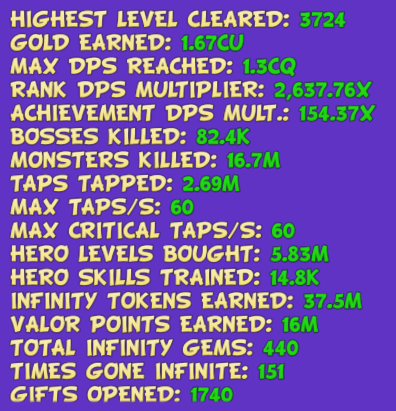 HIGHEST LEVEL CLEARED: 3724
GOLD EARNED: 1.67CU
MAX DPS REACHED: 1.3CQ
RANK DPS MULTIPLIER: 2,637.76X
ACHIEVEMENT DPS MULT.: 154.37X
BOSSES KILLED: 82.4K
MONSTERS KILLED: 16.7M
TAPS TAPPED: 2.69M
MAX TAPS/S: 60
MAX CRITICAL TAPS/S: 60
HERO LEVELS BOUGHT: 5.83M
HERO SKILLS TRAINED: 14.8K
INFINITY TOKENS EARNED: 37.5M
VALOR POINTS EARNED: 16M
TOTAL INFINITY GEMS: 440
TIMES GONE INFINITE: 151
GIFTS OPENED: 1740